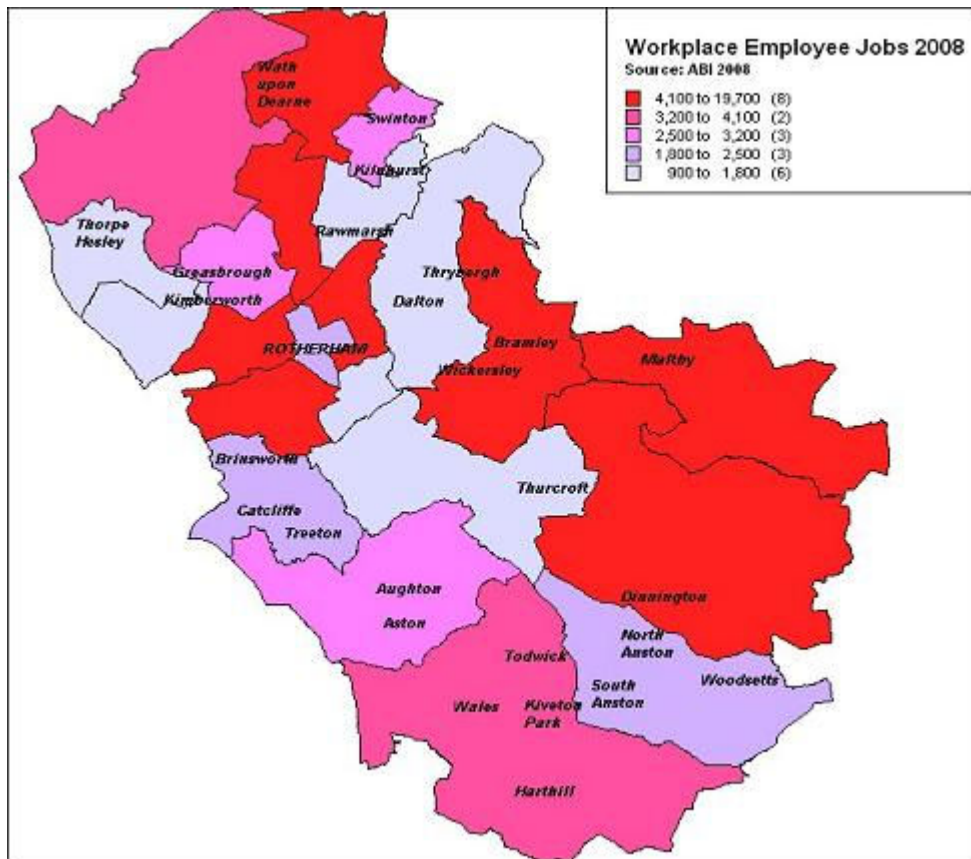 Workplace Employee Jobs 2008
Source: ABI 2008
4,100 to 19,700 (8)
3,200 to 4,100 (2)
2,500 to 3,200 (3)
1,800 to 2,500 (3)
900 to 1,800 (6)
Wath
upon
Dearne
Swinton
Kilnhurst
Thorpe
Hesley
Rawmarsh
Greasbrough
Thrybergh
Kimberworth
Dalton
ROTHERHAM
Bramley
Maltby
Wickersley
Brinsworth
Thurcroft
Catcliffe
Treeton
Aughton
Dinnington
Aston
North
Anston
Todwick
Woodsetts
South
Anston
Wales
Kiveton
Park
Harthill